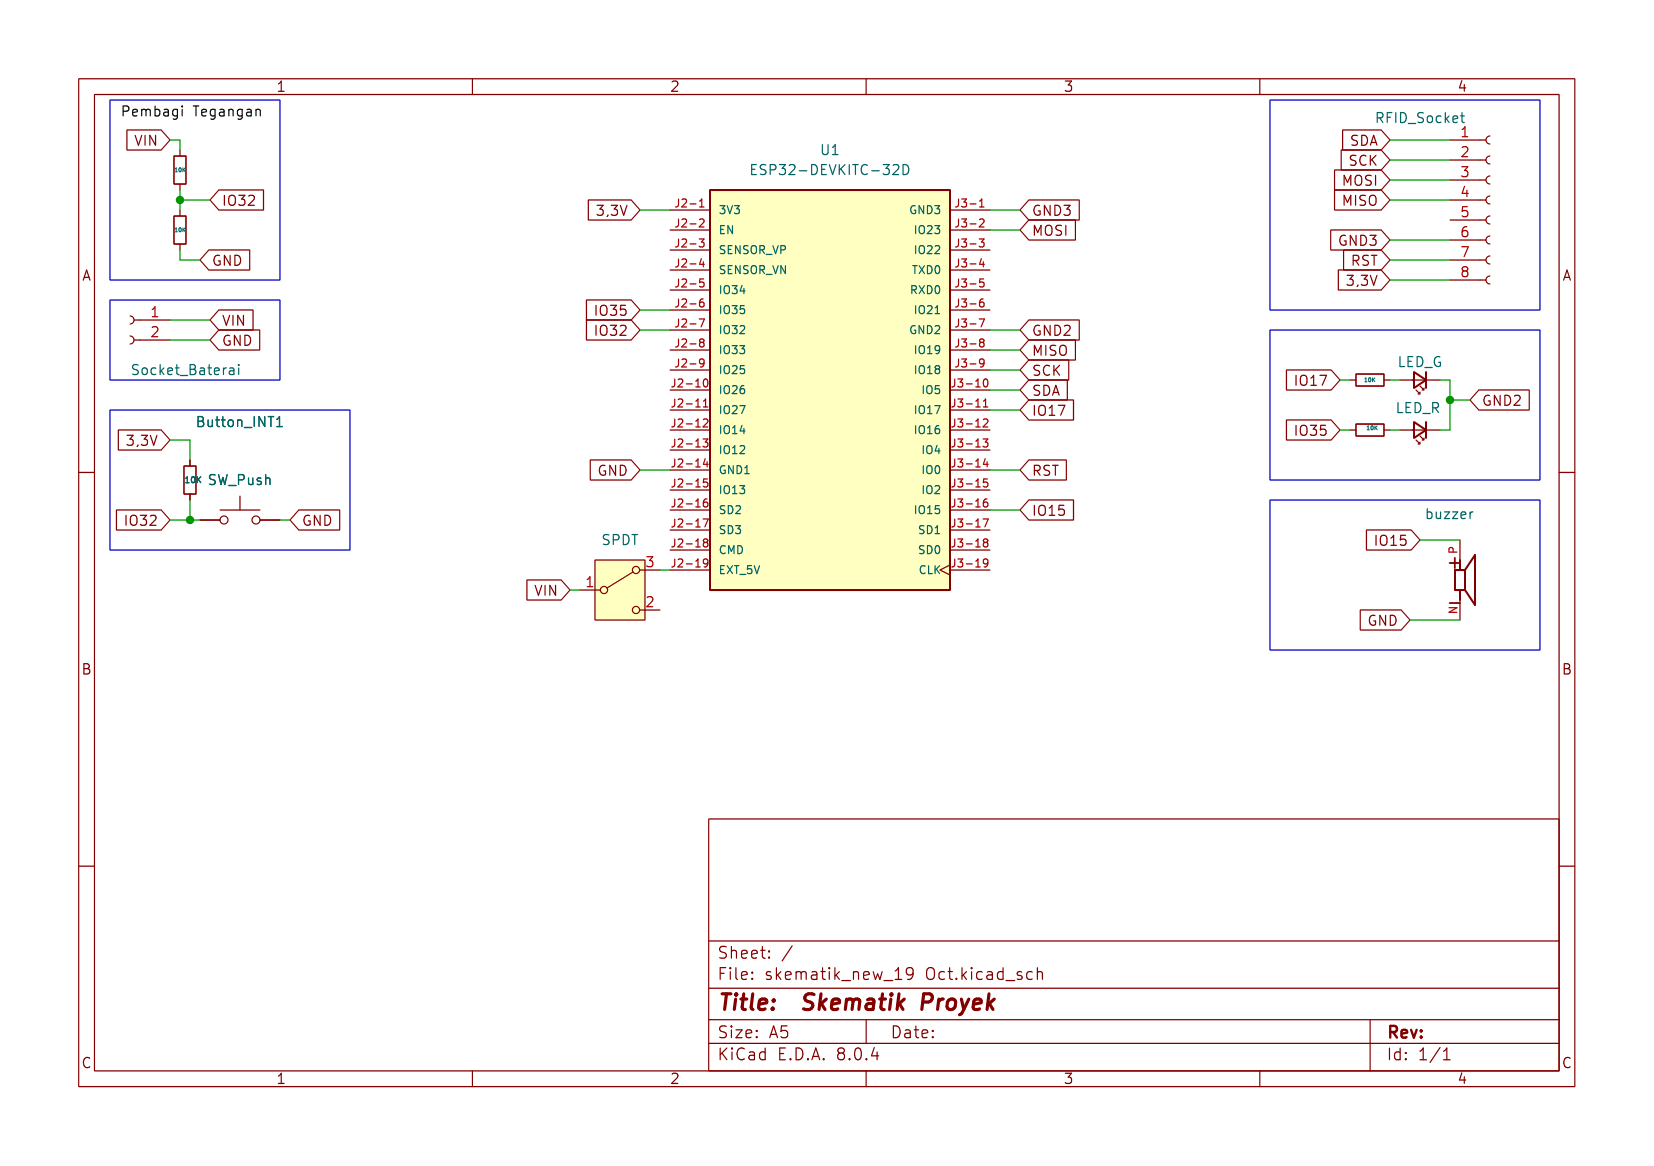 1 2 3 4
Pembagi Tegangan
VIN
10K
IO32
10K
GND
A
1 VIN
2 GND
Socket_Baterai
Button_INT1
3,3V
10K SW_Push
IO32 GND
B
C
U1
ESP32-DEVKITC-32D
3,3V J2-1 3V3 GND3 J3-1 GND3
J2-2 EN IO23 J3-2 MOSI
J2-3 SENSOR_VP IO22 J3-3
J2-4 SENSOR_VN TXD0 J3-4
J2-5 IO34 RXD0 J3-5
IO35 J2-6 IO35 IO21 J3-6
IO32 J2-7 IO32 GND2 J3-7 GND2
J2-8 IO33 IO19 J3-8 MISO
J2-9 IO25 IO18 J3-9 SCK
J2-10 IO26 IO5 J3-10 SDA
J2-11 IO27 IO17 J3-11 IO17
J2-12 IO14 IO16 J3-12
J2-13 IO12 IO4 J3-13
GND J2-14 GND1 IO0 J3-14 RST
J2-15 IO13 IO2 J3-15
J2-16 SD2 IO15 J3-16 IO15
J2-17 SD3 SD1 J3-17
J2-18 CMD SD0 J3-18
J2-19 EXT_5V CLK J3-19
SPDT
3
VIN 1
2
RFID_Socket
SDA 1
SCK 2
MOSI 3
MISO 4
5
GND3 6
RST 7
3,3V 8
A
LED_G
IO17 10K
GND2
LED_R
IO35 10K
buzzer
IO15
P
N
GND
B
C
Sheet: /
File: skematik_new_19 Oct.kicad_sch
Title: Skematik Proyek
Size: A5 Date: Rev:
KiCad E.D.A. 8.0.4 Id: 1/1
1 2 3 4